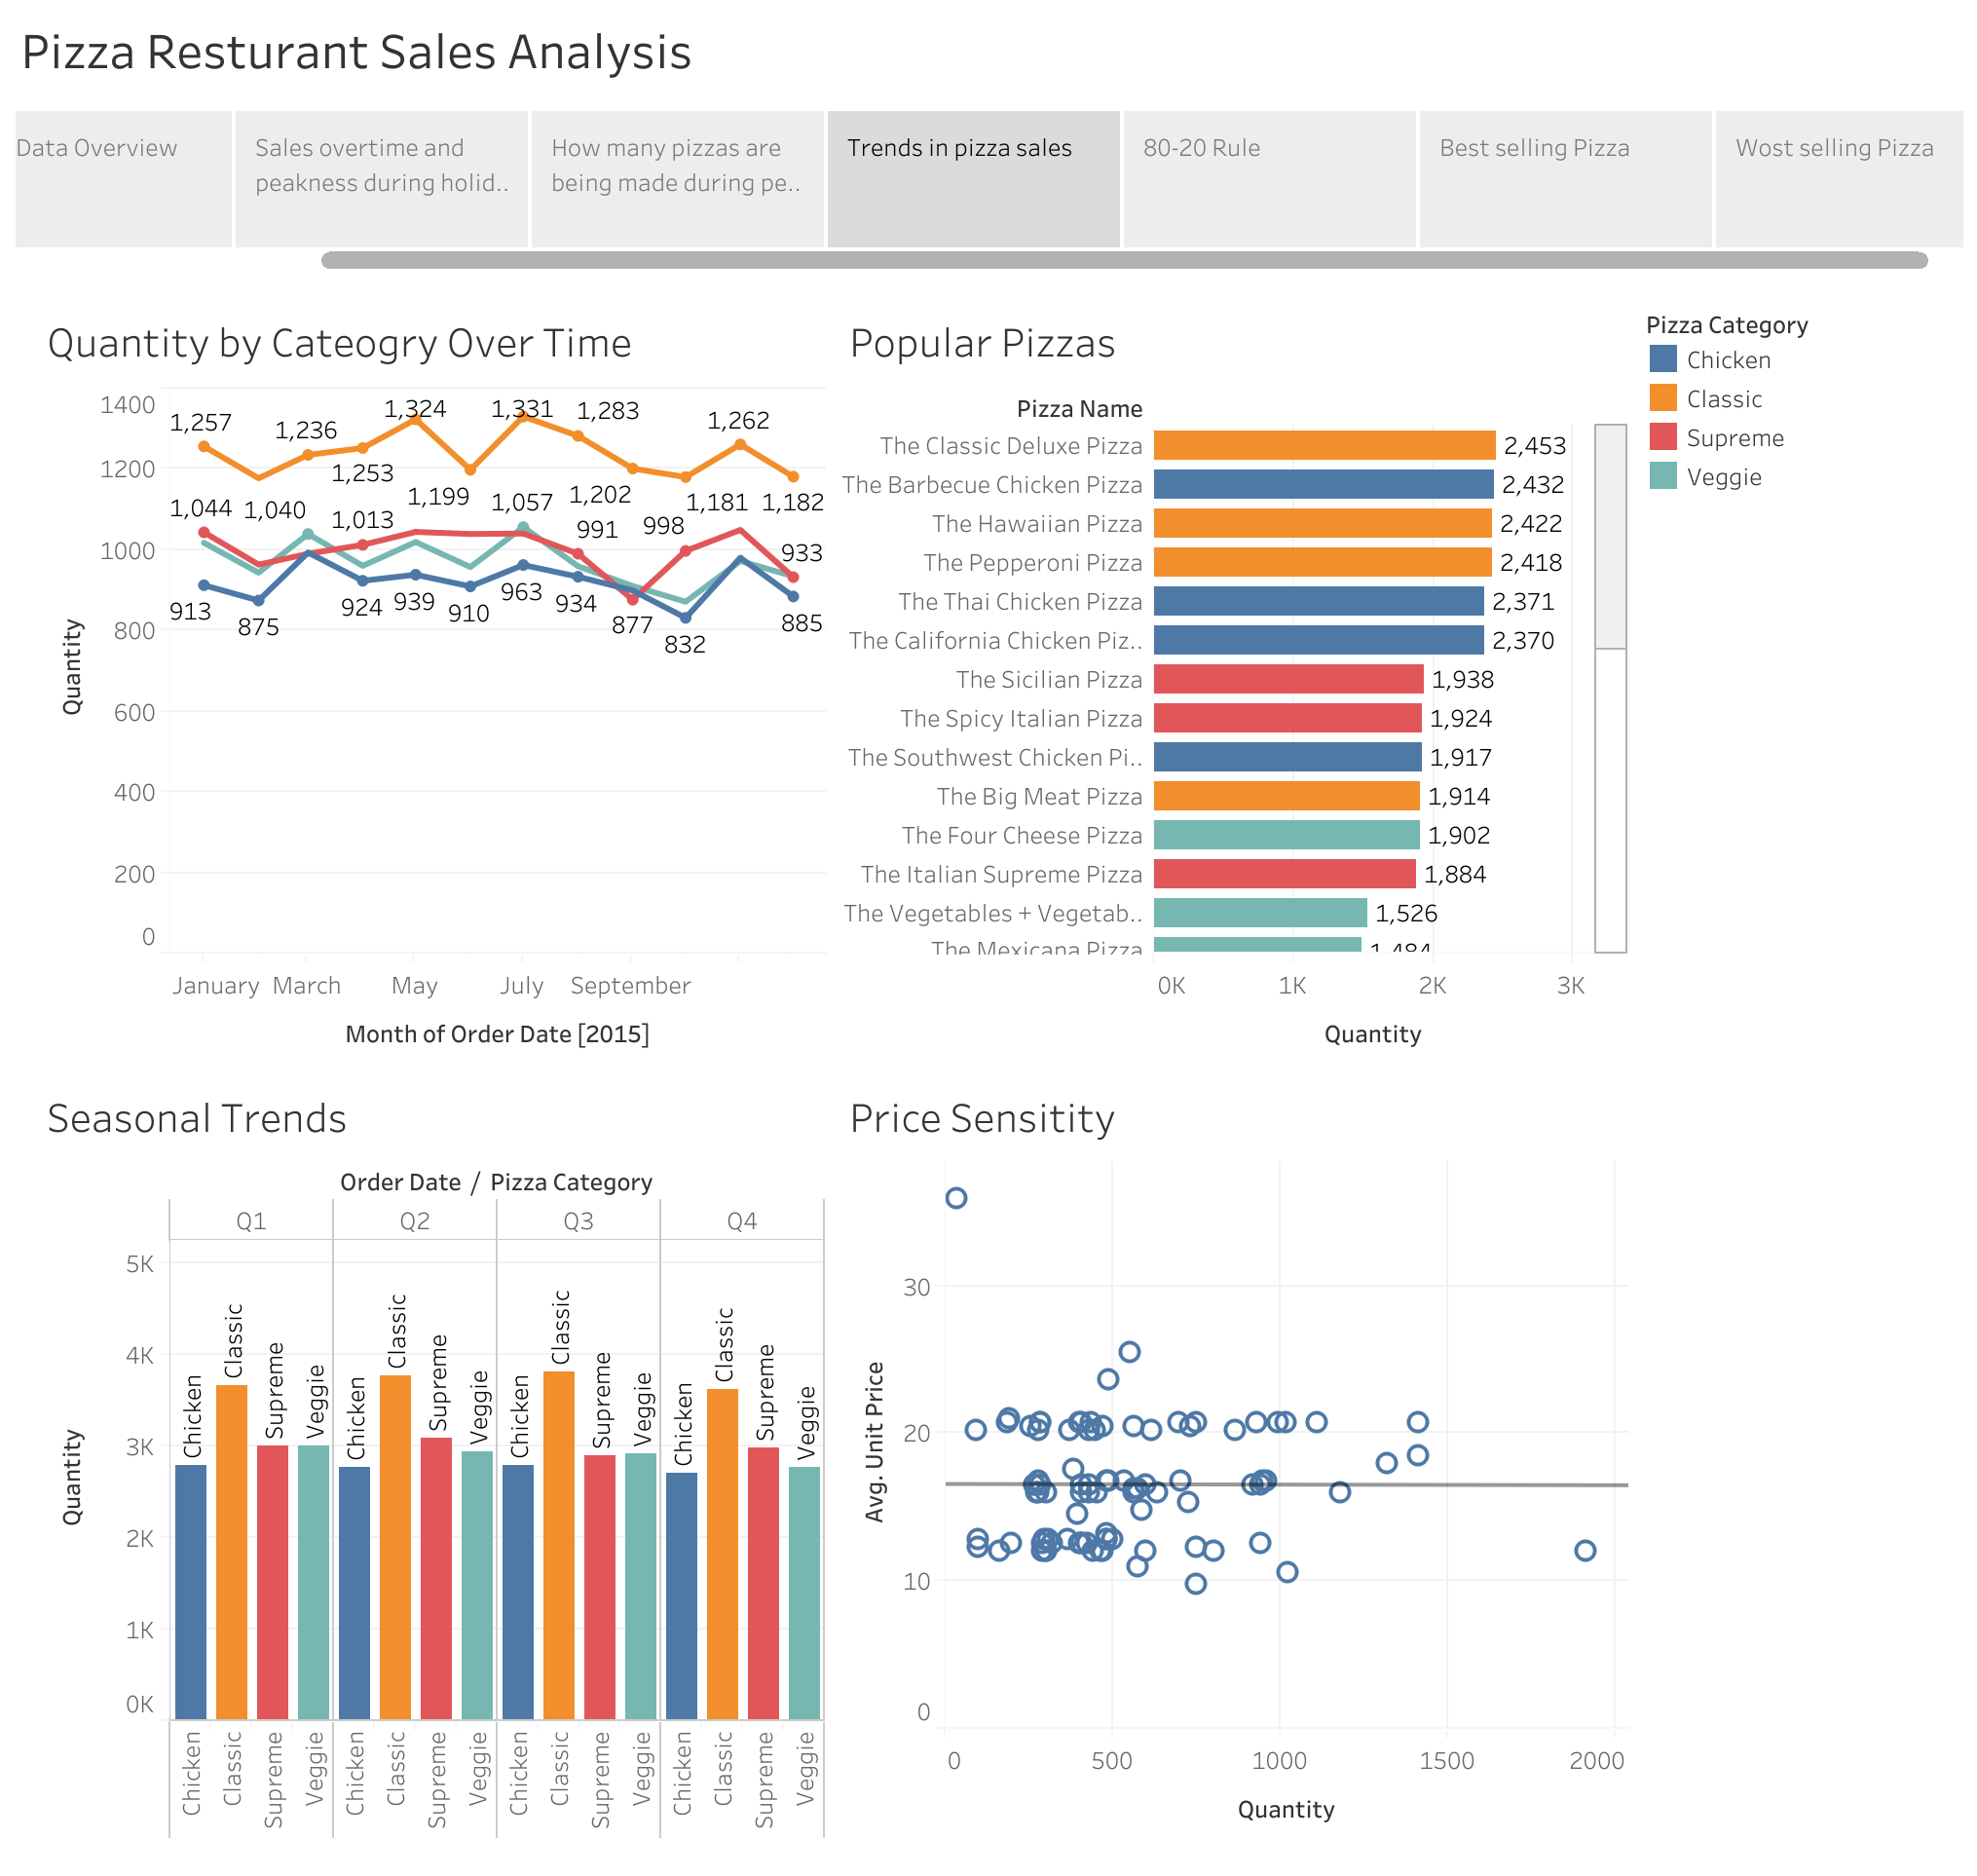 Pizza Resturant Sales Analysis
Data Overview
Sales overtime and
peakness during holid..
How many pizzas are
being made during pe..
Trends in pizza sales
80-20 Rule
Best selling Pizza
Wost selling Pizza
Quantity by Cateogry Over Time
1400
1200
1000
800
600
400
200
0
Quantity
1,257
1,236
1,253
1,324
1,199
1,331
1,283
1,202
1,181
1,262
1,182
1,044
1,040
1,013
1,057
991
998
933
913
875
924
939
910
963
934
877
832
885
January
March
May
July
September
Month of Order Date [2015]
Popular Pizzas
Pizza Name
The Classic Deluxe Pizza 2,453
The Barbecue Chicken Pizza 2,432
The Hawaiian Pizza 2,422
The Pepperoni Pizza 2,418
The Thai Chicken Pizza 2,371
The California Chicken Piz.. 2,370
The Sicilian Pizza 1,938
The Spicy Italian Pizza 1,924
The Southwest Chicken Pi.. 1,917
The Big Meat Pizza 1,914
The Four Cheese Pizza 1,902
The Italian Supreme Pizza 1,884
The Vegetables + Vegetab.. 1,526
The Mexicana Pizza 1,484
0K 1K 2K 3K
Quantity
Pizza Category
Chicken
Classic
Supreme
Veggie
Seasonal Trends
Order Date / Pizza Category
Q1 Q2 Q3 Q4
5K
4K
3K
2K
1K
0K
Quantity
Chicken Classic Supreme Veggie Chicken Classic Supreme Veggie Chicken Classic Supreme Veggie Chicken Classic Supreme Veggie
Chicken Classic Supreme Veggie Chicken Classic Supreme Veggie Chicken Classic Supreme Veggie Chicken Classic Supreme Veggie
Price Sensitity
30
20
10
0
Avg. Unit Price
0 500 1000 1500 2000
Quantity